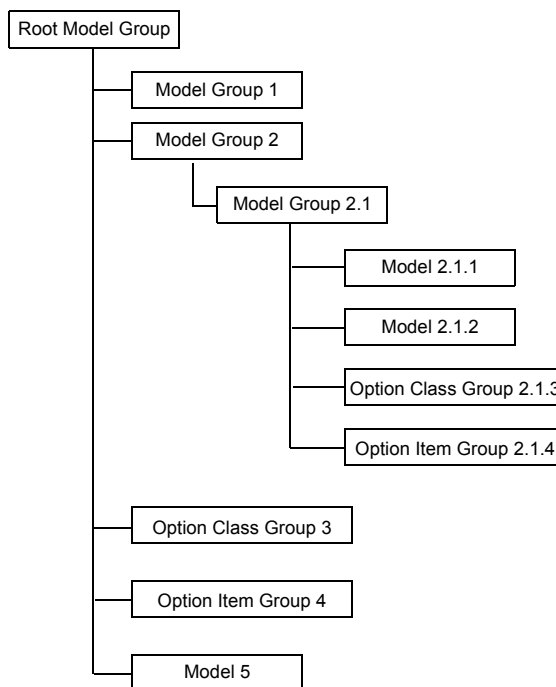 Root Model Group
Model Group 1
Model Group 2
Model Group 2.1
Model 2.1.1
Model 2.1.2
Option Class Group 2.1.3
Option Item Group 2.1.4
Option Class Group 3
Option Item Group 4
Model 5